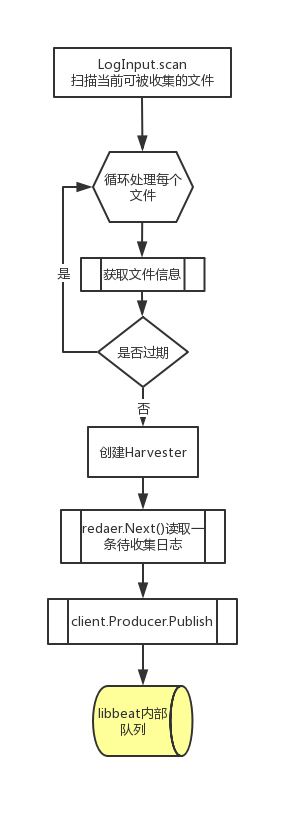 LogInput.scan
扫描当前可被收集的文件
循环处理每个
文件
获取文件信息
是
是否过期
否
创建Harvester
redaer.Next()读取一
条待收集日志
client.Producer.Publish
libbeat内部
队列